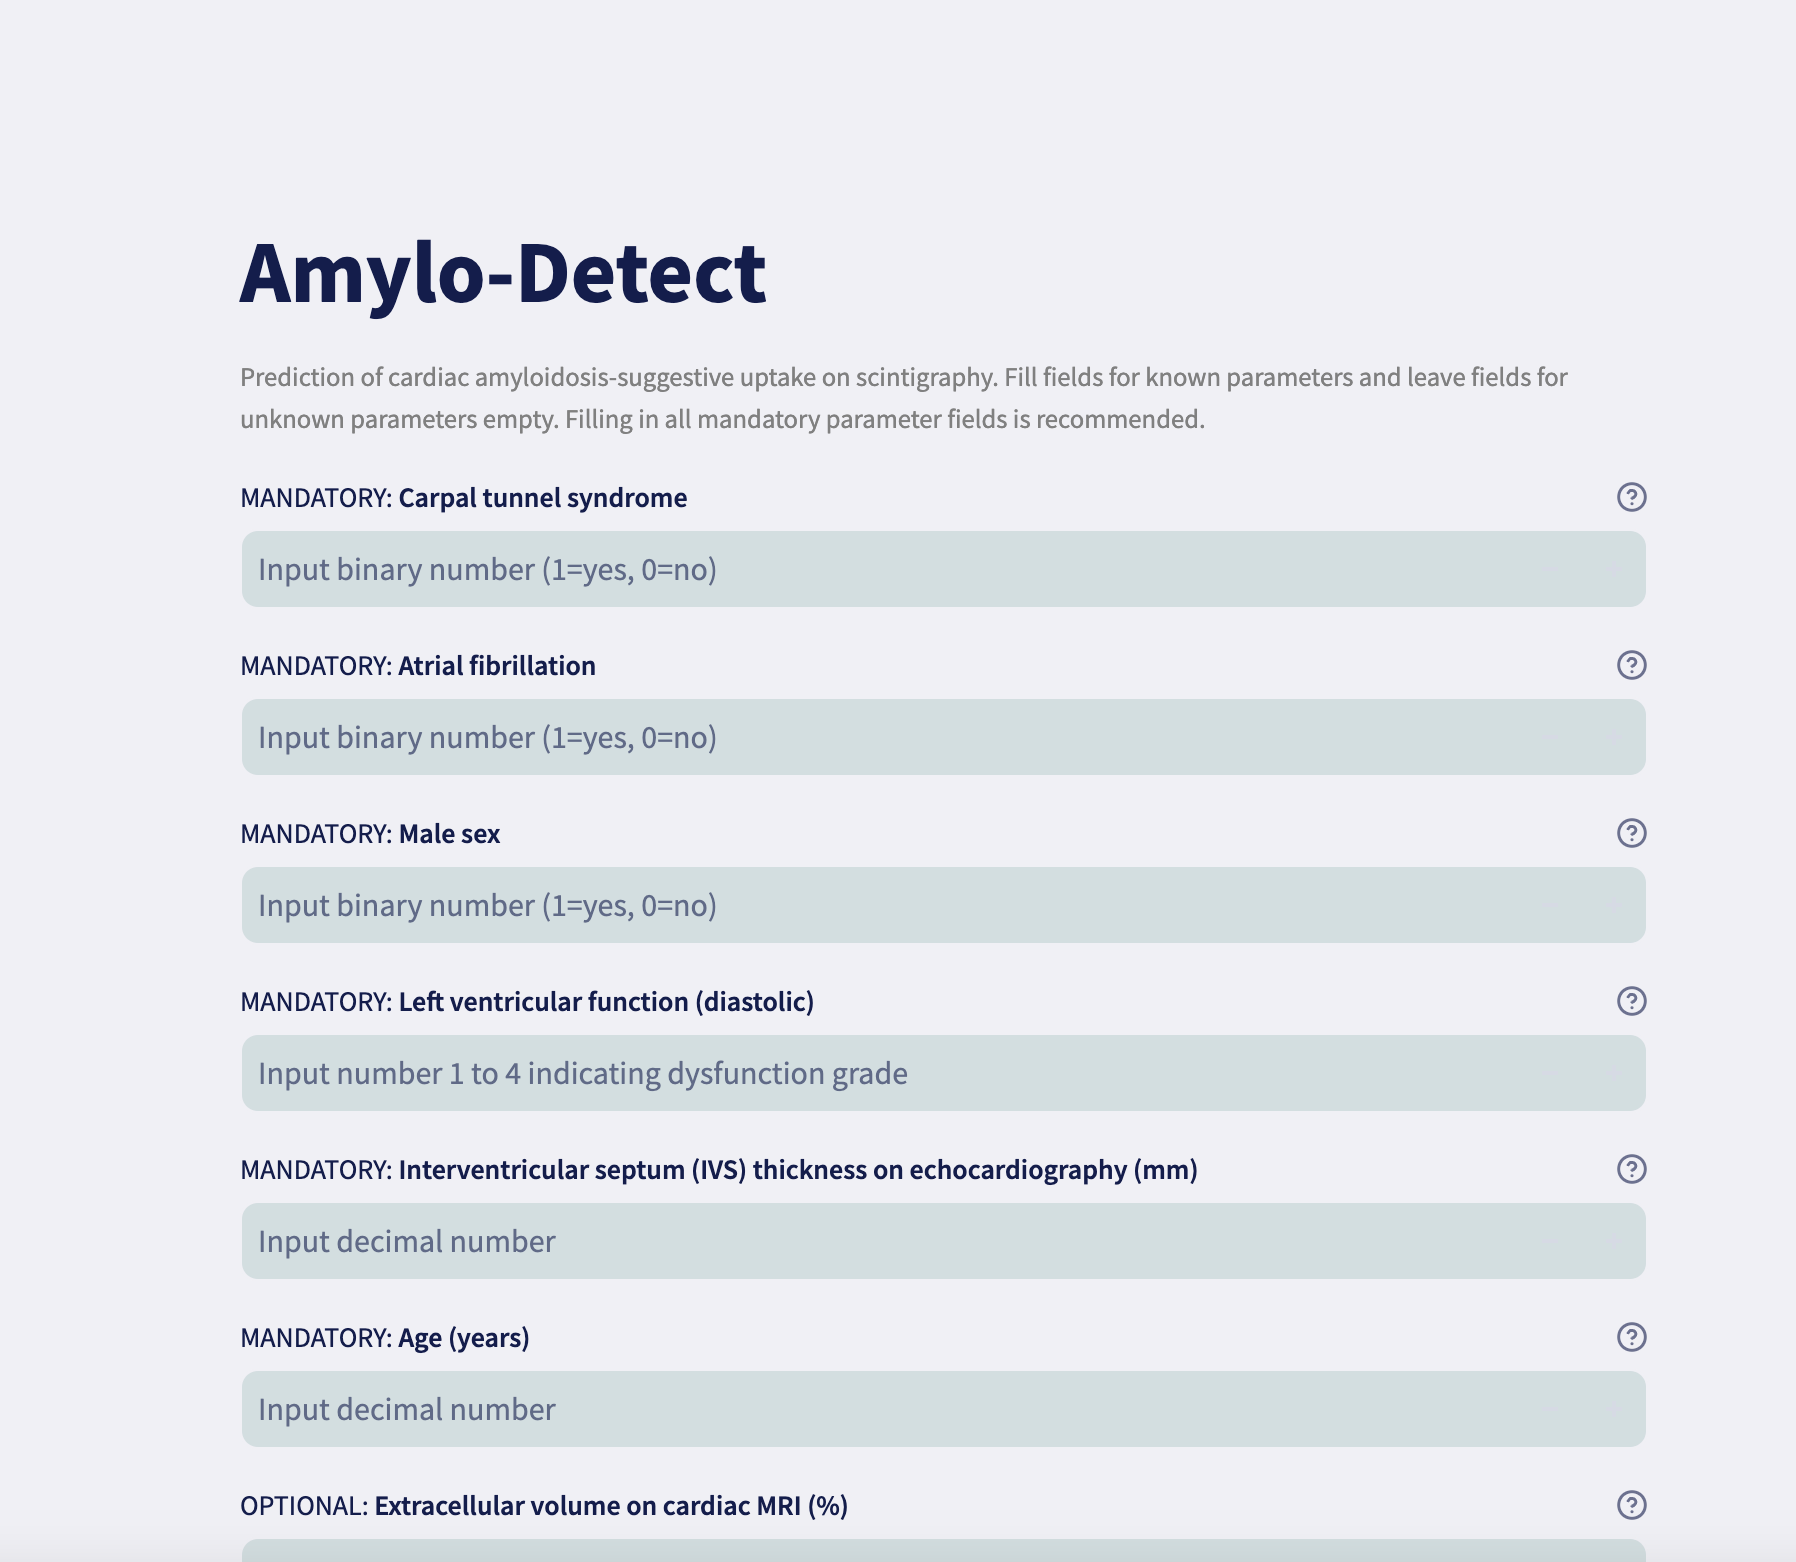 Amylo-Detect
Prediction of cardiac amyloidosis-suggestive uptake on scintigraphy. Fill fields for known parameters and leave fields for
unknown parameters empty. Filling in all mandatory parameter fields is recommended.
MANDATORY: Carpal tunnel syndrome
Input binary number (1=yes, 0=no)
MANDATORY: Atrial fibrillation
Input binary number (1=yes, 0=no)
MANDATORY: Male sex
Input binary number (1=yes, 0=no)
MANDATORY: Left ventricular function (diastolic)
Input number 1 to 4 indicating dysfunction grade
MANDATORY: Interventricular septum (IVS) thickness on echocardiography (mm)
Input decimal number
MANDATORY: Age (years)
Input decimal number
OPTIONAL: Extracellular volume on cardiac MRI (%)